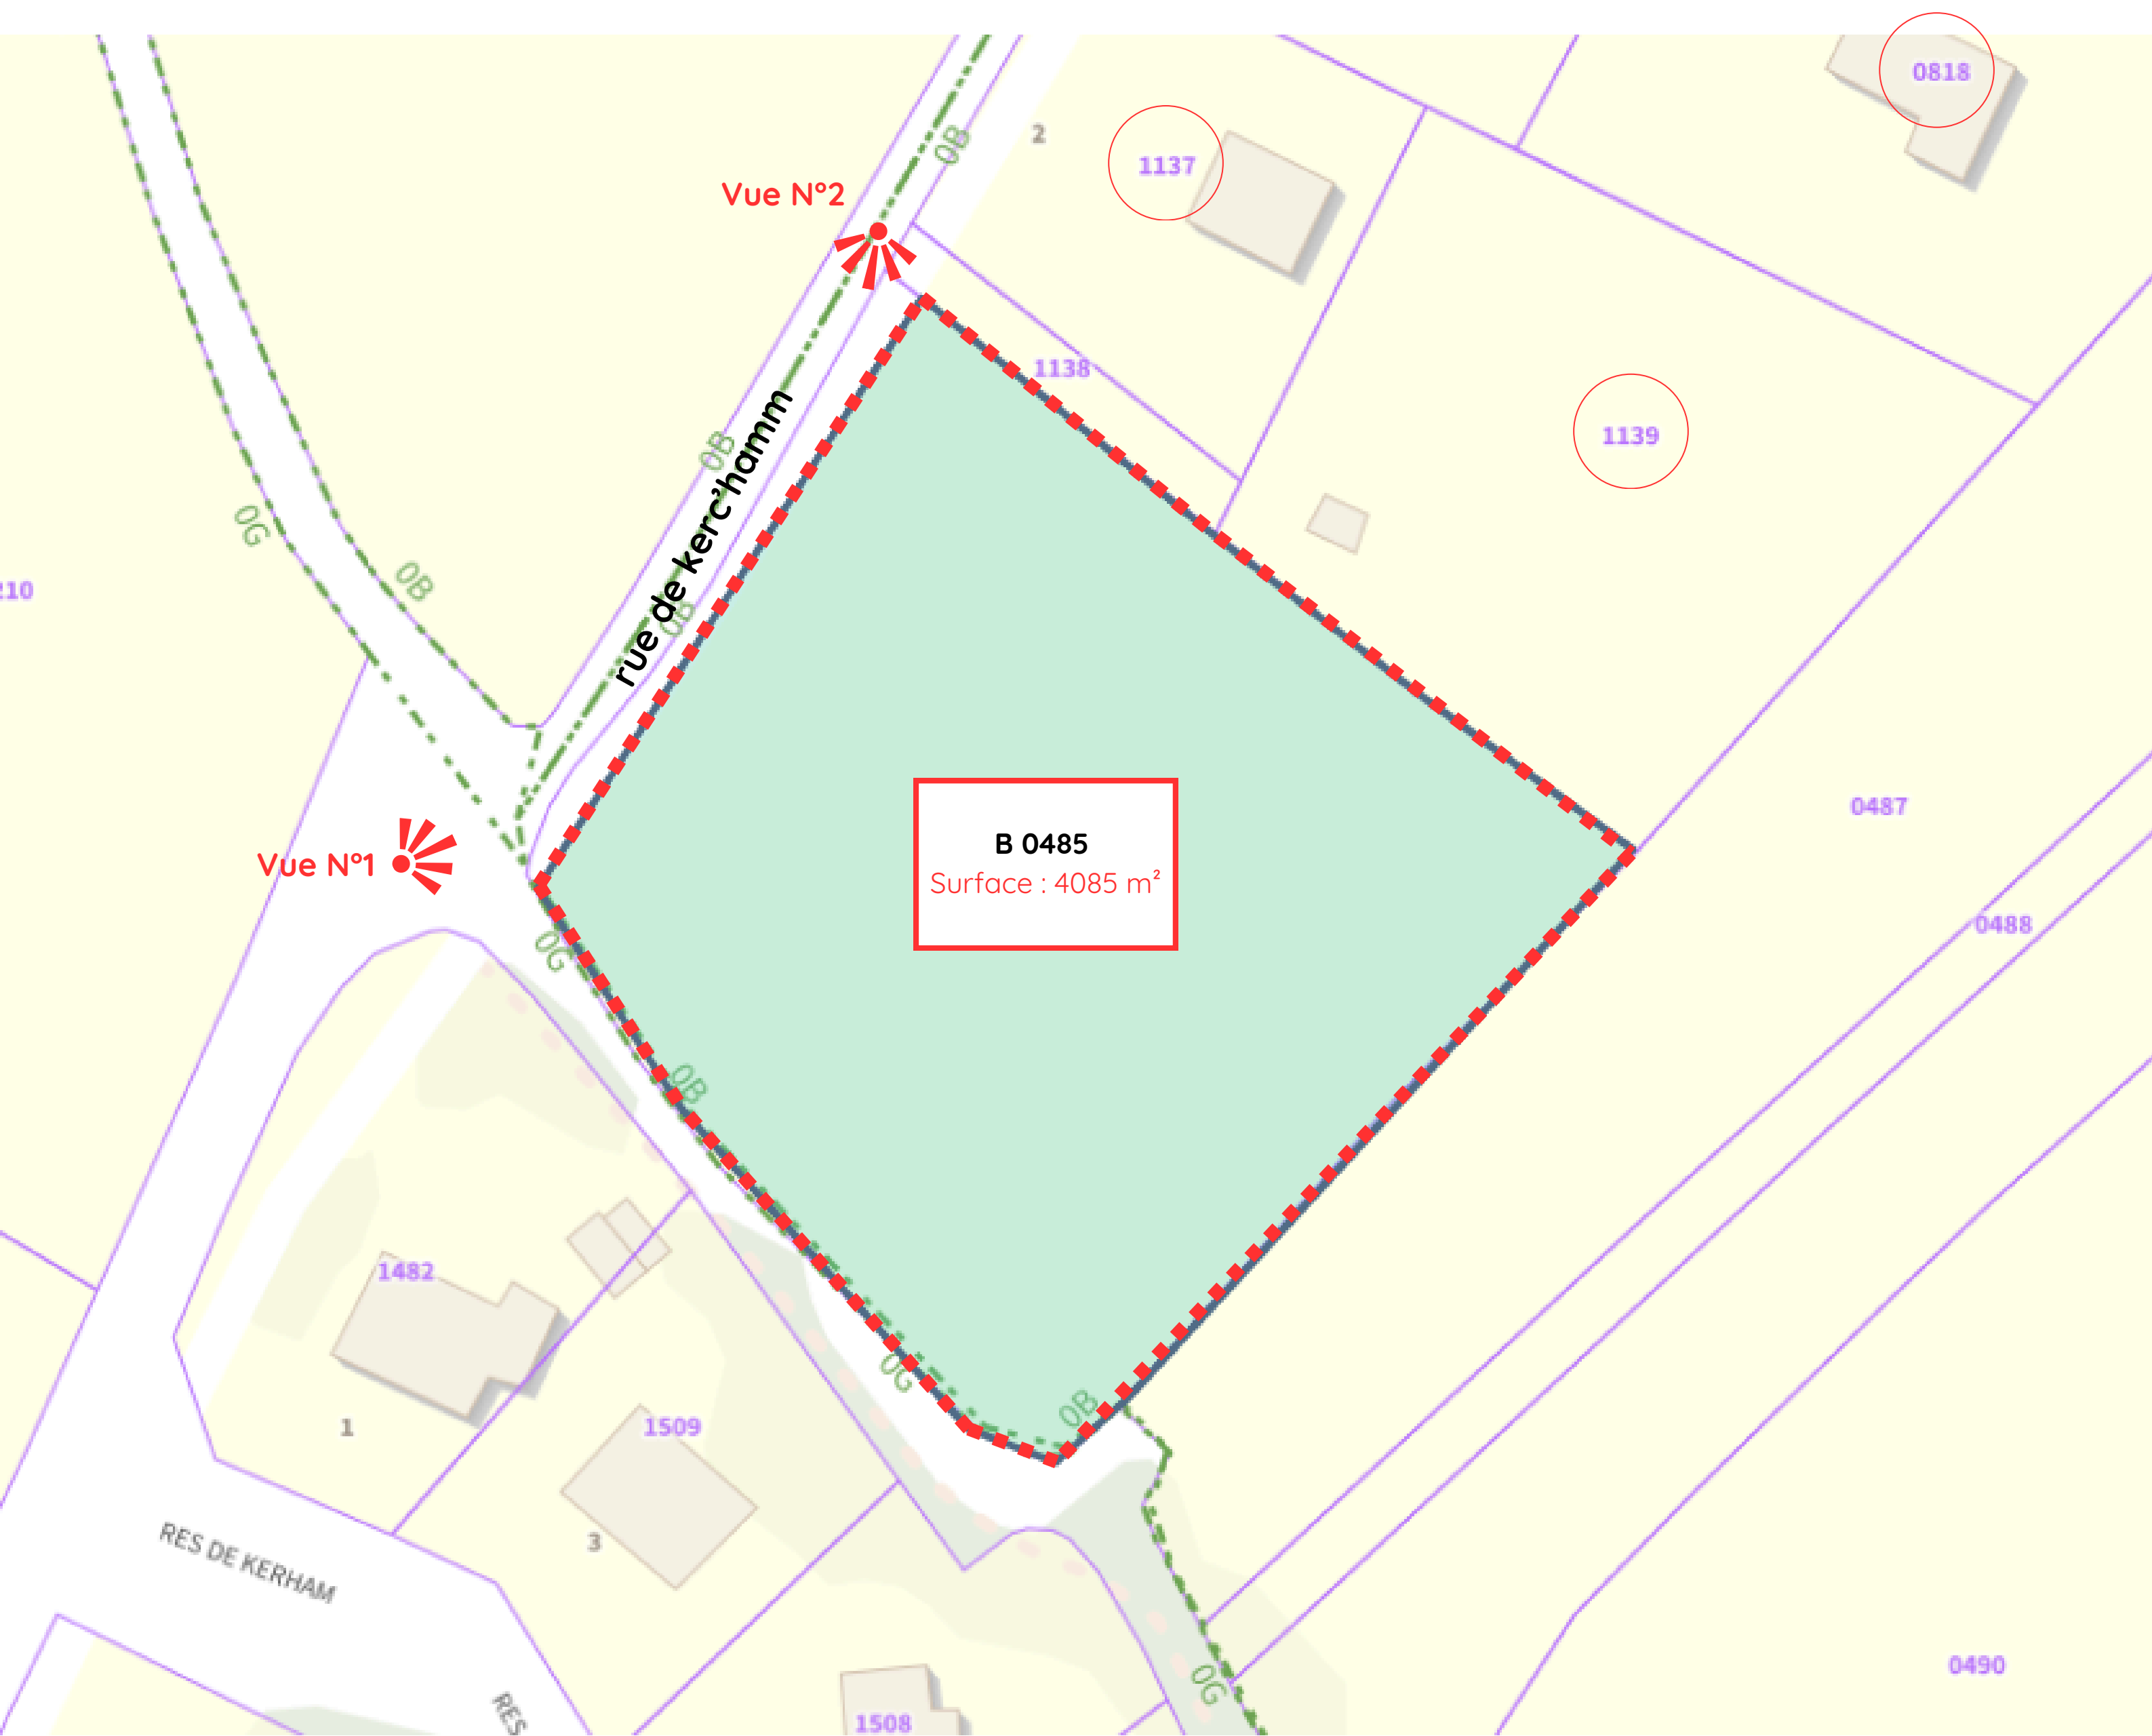 0818
0B
2
1137
Vue N°2
1138
0B
rue de kerc'hamm
1139
0G
0B
210
0B
0487
B 0485
Surface : 4085 m²
Vue N°1
0488
0G
0B
1482
0G
0B
1
1509
3
RES DE KERHAM
0490
0G
RES
1508